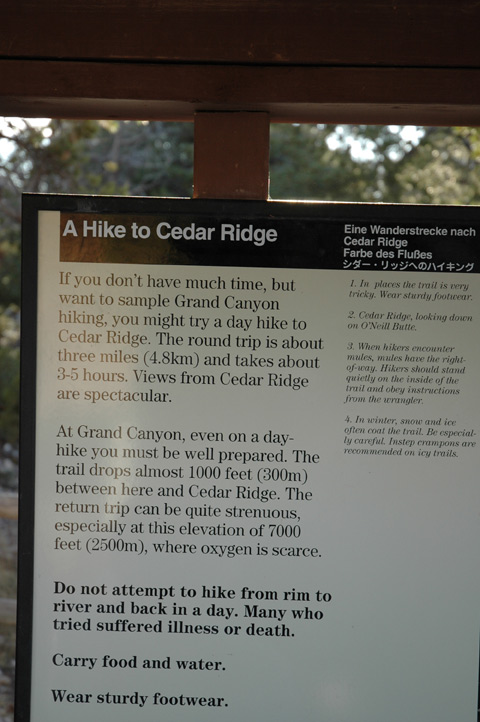 A Hike to Cedar Ridge
Eine Wanderstrecke nach
Cedar Ridge
Farbe des Flußes
シダー・リッジへのハイキング
If you don't have much time, but
want to sample Grand Canyon
hiking, you might try a day hike to
Cedar Ridge. The round trip is about
three miles (4.8km) and takes about
3-5 hours. Views from Cedar Ridge
are spectacular.
At Grand Canyon, even on a day-
hike you must be well prepared. The
trail drops almost 1000 feet (300m)
between here and Cedar Ridge. The
return trip can be quite strenuous,
especially at this elevation of 7000
feet (2500m), where oxygen is scarce.
Do not attempt to hike from rim to
river and back in a day. Many who
tried suffered illness or death.
Carry food and water.
Wear sturdy footwear.
1. In places the trail is very
tricky. Wear sturdy footwear.
2. Cedar Ridge, looking down
on O'Neill Butte.
3. When hikers encounter
mules, mules have the right-
of-way. Hikers should stand
quietly on the inside of the
trail and obey instructions
from the wrangler.
4. In winter, snow and ice
often coat the trail. Be especial-
ly careful. Instep crampons are
recommended on icy trails.